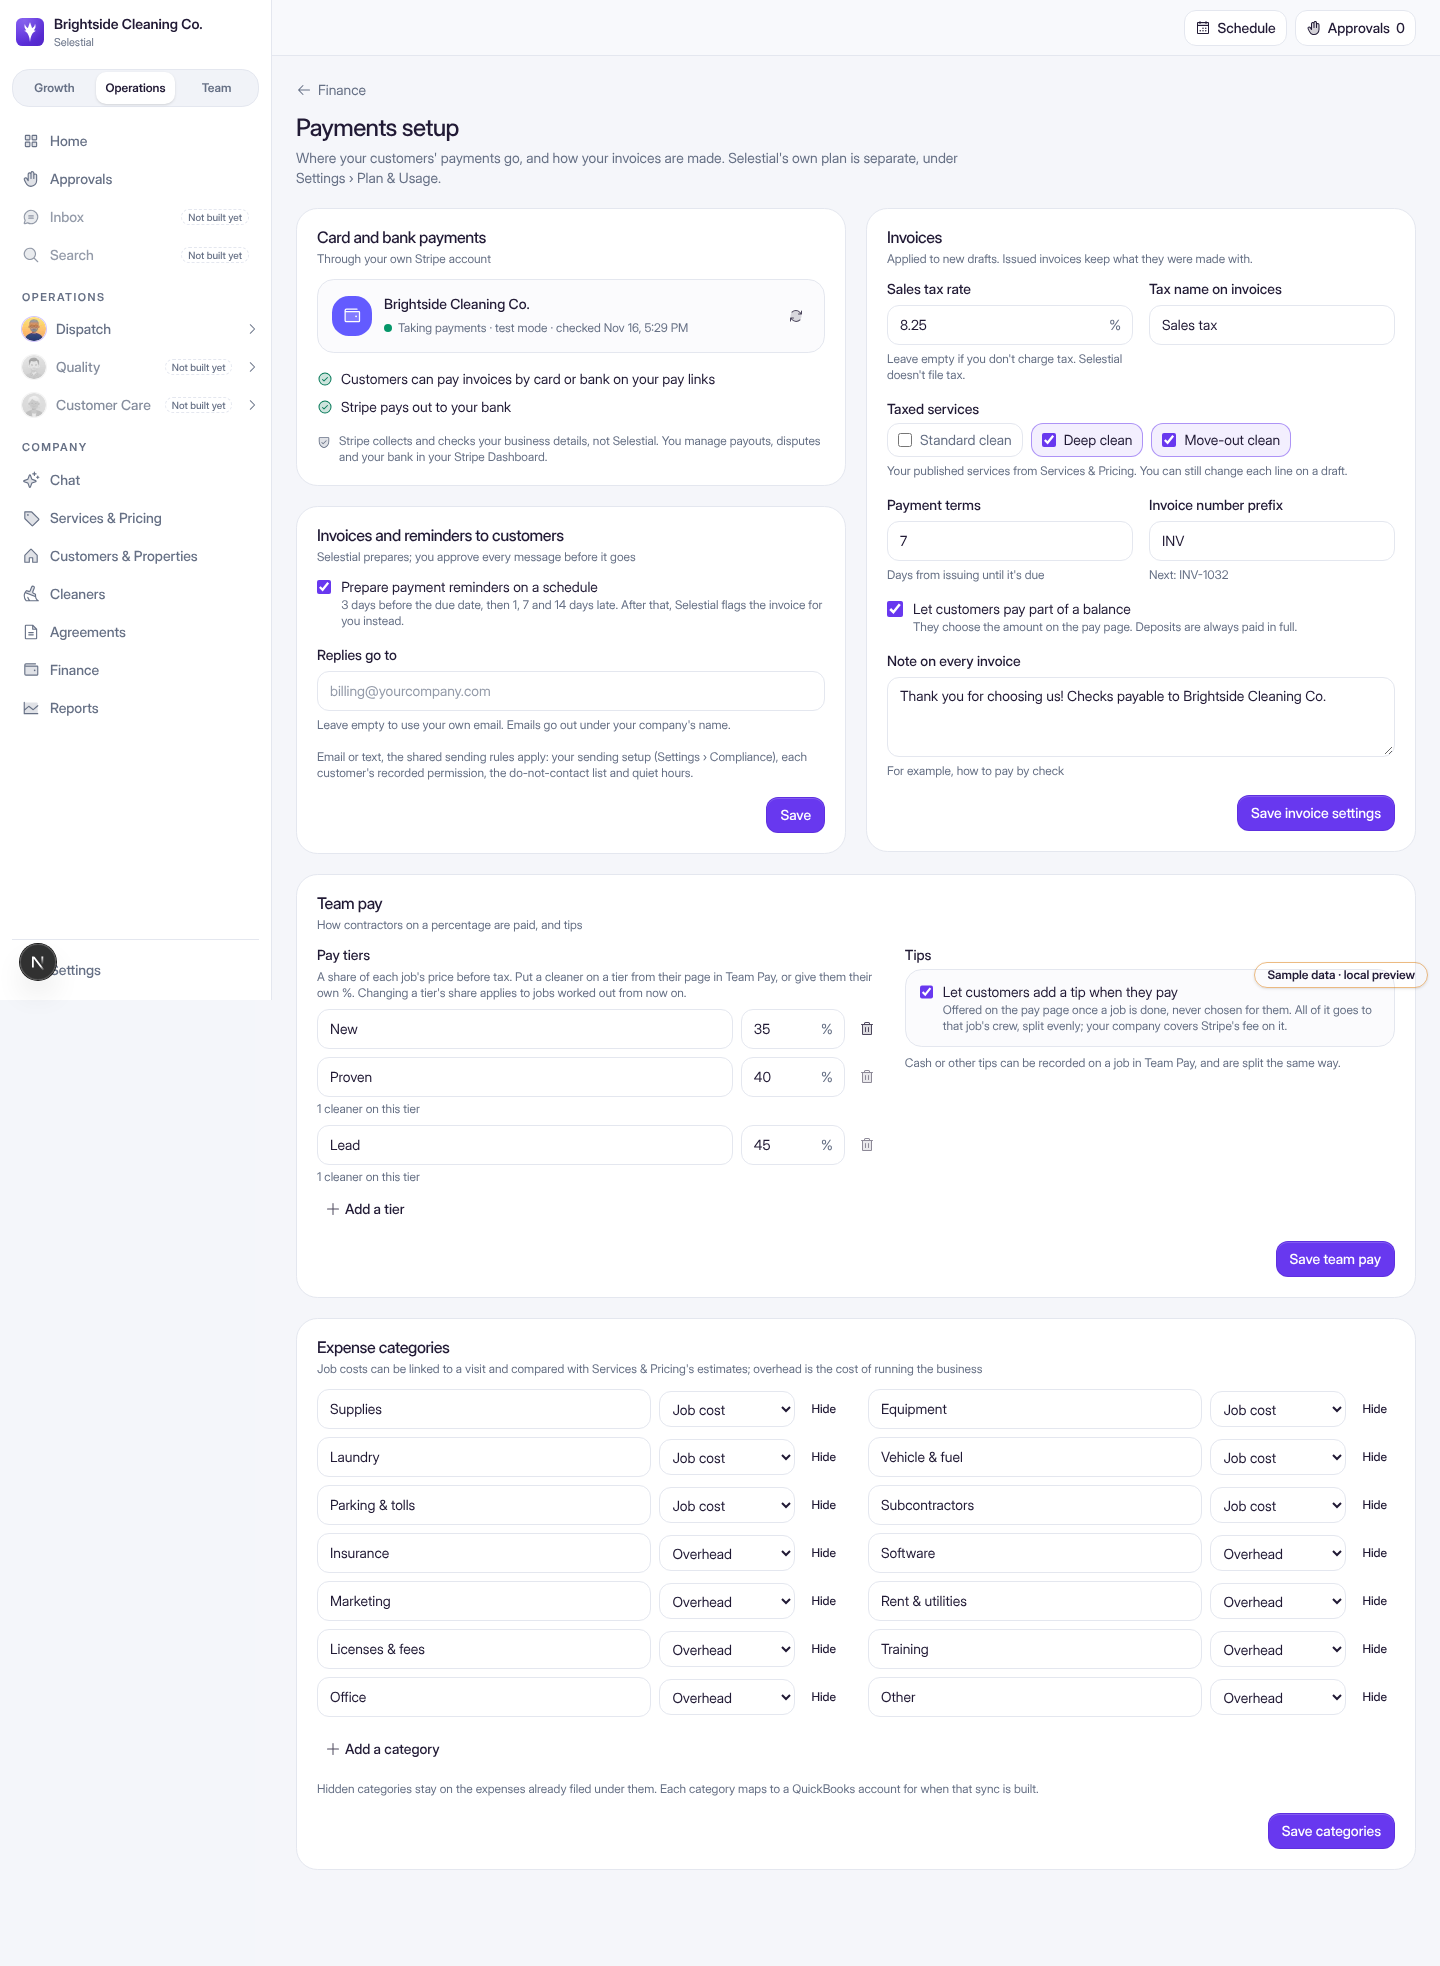 Brightside Cleaning Co.
Selestial
Growth
Operations
Team
Home
Approvals
Inbox
Not built yet
Search
Not built yet
OPERATIONS
Dispatch
Quality
Not built yet
Customer Care
Not built yet
COMPANY
Chat
Services & Pricing
Customers & Properties
Cleaners
Agreements
Finance
Reports
N
ettings
Schedule
Approvals 0
Finance
Payments setup
Where your customers' payments go, and how your invoices are made. Selestial's own plan is separate, under
Settings › Plan & Usage.
Card and bank payments
Through your own Stripe account
Brightside Cleaning Co.
Taking payments · test mode · checked Nov 16, 5:29 PM
Customers can pay invoices by card or bank on your pay links
Stripe pays out to your bank
Stripe collects and checks your business details, not Selestial. You manage payouts, disputes
and your bank in your Stripe Dashboard.
Invoices and reminders to customers
Selestial prepares; you approve every message before it goes
Prepare payment reminders on a schedule
3 days before the due date, then 1, 7 and 14 days late. After that, Selestial flags the invoice for
you instead.
Replies go to
billing@yourcompany.com
Leave empty to use your own email. Emails go out under your company's name.
Email or text, the shared sending rules apply: your sending setup (Settings › Compliance), each
customer's recorded permission, the do-not-contact list and quiet hours.
Save
Invoices
Applied to new drafts. Issued invoices keep what they were made with.
Sales tax rate
8.25 %
Leave empty if you don't charge tax. Selestial
doesn't file tax.
Tax name on invoices
Sales tax
Taxed services
Standard clean
Deep clean
Move-out clean
Your published services from Services & Pricing. You can still change each line on a draft.
Payment terms
7
Days from issuing until it's due
Invoice number prefix
INV
Next: INV-1032
Let customers pay part of a balance
They choose the amount on the pay page. Deposits are always paid in full.
Note on every invoice
Thank you for choosing us! Checks payable to Brightside Cleaning Co.
For example, how to pay by check
Save invoice settings
Team pay
How contractors on a percentage are paid, and tips
Pay tiers
A share of each job's price before tax. Put a cleaner on a tier from their page in Team Pay, or give them their
own %. Changing a tier's share applies to jobs worked out from now on.
New
35 %
Proven
40 %
1 cleaner on this tier
Lead
45 %
1 cleaner on this tier
Add a tier
Tips
Sample data · local preview
Let customers add a tip when they pay
Offered on the pay page once a job is done, never chosen for them. All of it goes to
that job's crew, split evenly; your company covers Stripe's fee on it.
Cash or other tips can be recorded on a job in Team Pay, and are split the same way.
Save team pay
Expense categories
Job costs can be linked to a visit and compared with Services & Pricing's estimates; overhead is the cost of running the business
Supplies
Job cost
Hide
Equipment
Job cost
Hide
Laundry
Job cost
Hide
Vehicle & fuel
Job cost
Hide
Parking & tolls
Job cost
Hide
Subcontractors
Job cost
Hide
Insurance
Overhead
Hide
Software
Overhead
Hide
Marketing
Overhead
Hide
Rent & utilities
Overhead
Hide
Licenses & fees
Overhead
Hide
Training
Overhead
Hide
Office
Overhead
Hide
Other
Overhead
Hide
Add a category
Hidden categories stay on the expenses already filed under them. Each category maps to a QuickBooks account for when that sync is built.
Save categories